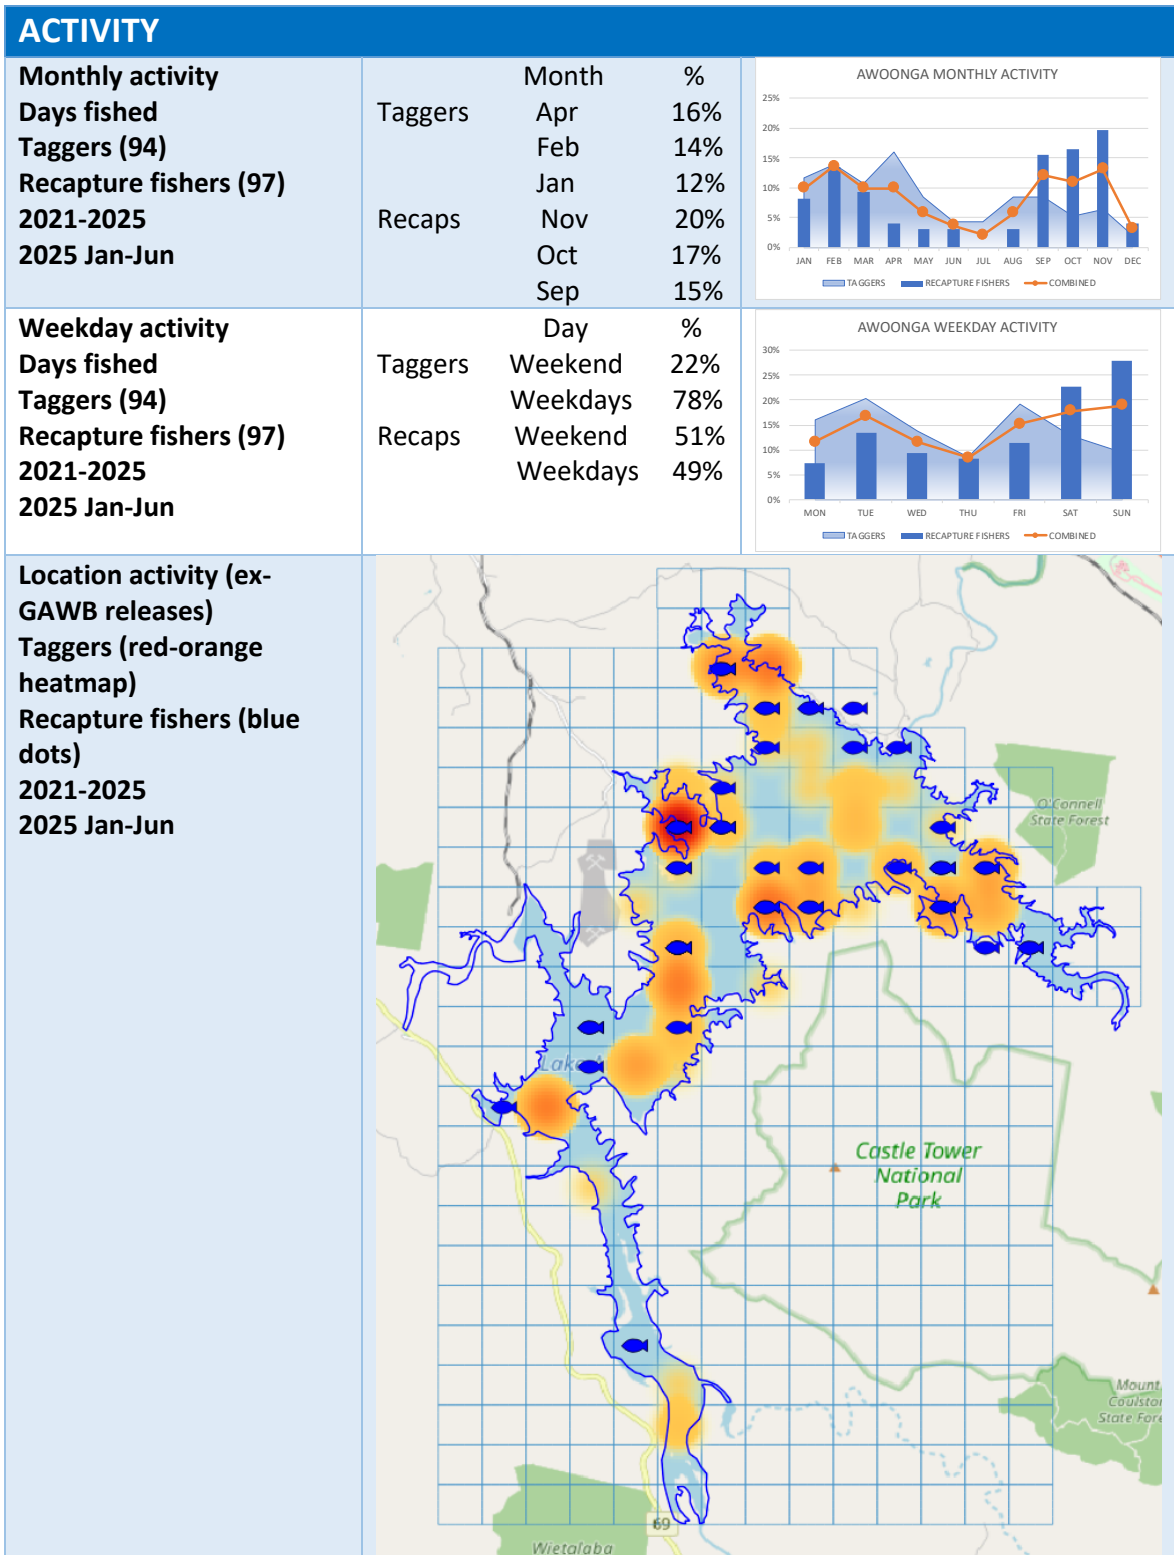 ACTIVITY
Monthly activity
Days fished
Taggers (94)
Recapture fishers (97)
2021-2025
2025 Jan-Jun
Month %
Taggers Apr 16%
Feb 14%
Jan 12%
Recaps Nov 20%
Oct 17%
Sep 15%
AWOONGA MONTHLY ACTIVITY
25%
20%
15%
10%
5%
0%
JAN FEB MAR APR MAY JUN JUL AUG SEP OCT NOV DEC
TAGGERS RECAPTURE FISHERS COMBINED
Weekday activity
Days fished
Taggers (94)
Recapture fishers (97)
2021-2025
2025 Jan-Jun
Day %
Taggers Weekend 22%
Weekdays 78%
Recaps Weekend 51%
Weekdays 49%
AWOONGA WEEKDAY ACTIVITY
30%
25%
20%
15%
10%
5%
0%
MON TUE WED THU FRI SAT SUN
TAGGERS RECAPTURE FISHERS COMBINED
Location activity (ex-
GAWB releases)
Taggers (red-orange
heatmap)
Recapture fishers (blue
dots)
2021-2025
2025 Jan-Jun
O'Connell
State Forest
Lake
Castle Tower
National
Park
Mount
Coulston
State Fore
69
Wietalaba